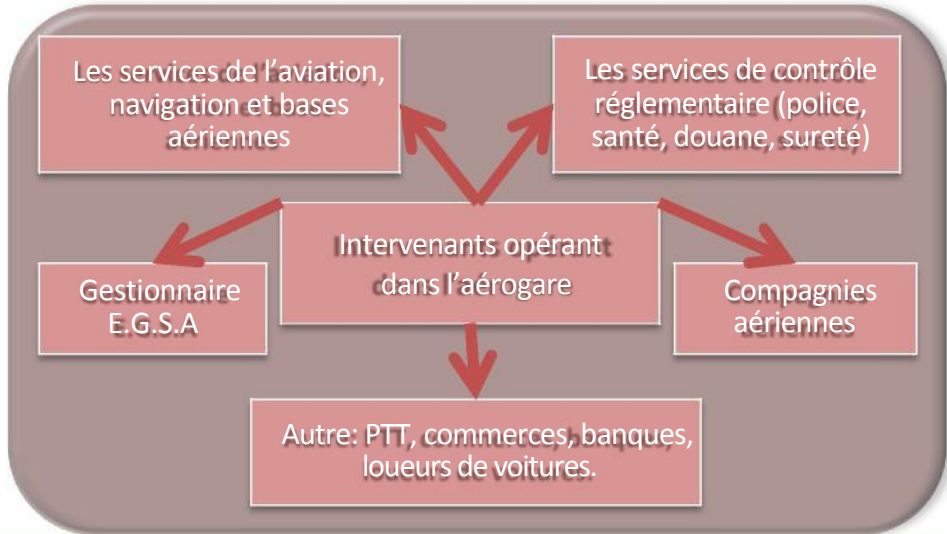 Les services de l’aviation,
navigation et bases
aériennes
Les services de contrôle
réglementaire (police,
santé, douane, sureté)
Intervenants opérant
dans l’aérogare
Gestionnaire
E.G.S.A
Compagnies
aériennes
Autre: PTT, commerces, banques,
loueurs de voitures.